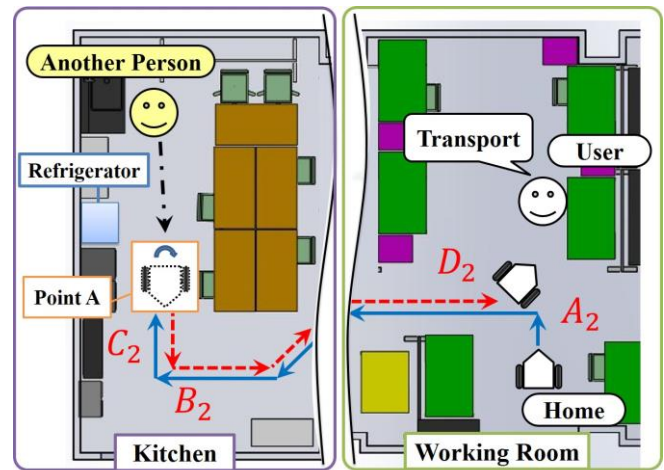 Another Person
Refrigerator
Point A
C₂
B₂
Kitchen
Transport
User
D₂
A₂
Home
Working Room